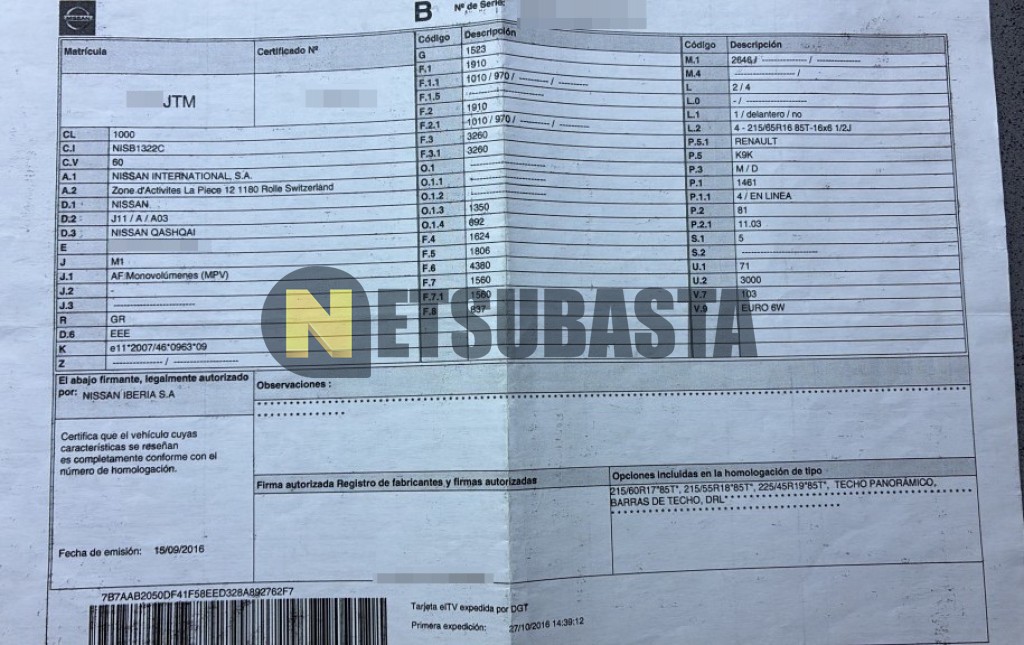 NISSAN
B Nº de Serie:
Matrícula
Certificado Nº
JTM
CL 1000
C.I NISB1322C
C.V 60
A.1 NISSAN INTERNATIONAL, S.A.
A.2 Zone d'Activites La Piece 12 1180 Rolle Switzerland
D.1 NISSAN.
D.2 J11 / A / A03
D.3 NISSAN QASHQAI
E
J M1
J.1 AF Monovolúmenes (MPV)
J.2 -
J.3 ------------------------
R GR
D.6 EEE
K e11*2007/46*0963*09
Z -------------- / ------------------
Código Descripción
G 1523
F.1 1910
F.1.1 1010 / 970 / ---------- / ----------
F.1.5 ------------------------
F.2 1910
F.2.1 1010 / 970 / ---------- / ----------
F.3 3260
F.3.1 3260
O.1 ------------------------
O.1.1 ------------------------
O.1.2 ------------------------
O.1.3 1350
O.1.4 692
F.4 1624
F.5 1806
F.6 4380
F.7 1560
F.7.1 1560
F.8 837
Código Descripción
M.1 2646 / -------------- / --------------
M.4 -------------------- /
L 2 / 4
L.0 - / ------------------
L.1 1 / delantero / no
L.2 4 - 215/65R16 85T-16x6 1/2J
P.5.1 RENAULT
P.5 K9K
P.3 M / D
P.1 1461
P.1.1 4 / EN LINEA
P.2 81
P.2.1 11.03
S.1 5
S.2 ------------------------
U.1 71
U.2 3000
V.7 103
V.9 EURO 6W
NETSUBASTA
El abajo firmante, legalmente autorizado
por: NISSAN IBERIA S.A
Observaciones :
Certifica que el vehículo cuyas
características se reseñan
es completamente conforme con el
número de homologación.
Firma autorizada Registro de fabricantes y firmas autorizadas
Opciones incluidas en la homologación de tipo
215/60R17*85T*, 215/55R18*85T*, 225/45R19*85T*, TECHO PANORÁMICO,
BARRAS DE TECHO, DRL*
Fecha de emisión: 15/09/2016
7B7AAB2050DF41F58EED328A892762F7
Tarjeta eITV expedida por DGT
Primera expedición: 27/10/2016 14:39:12